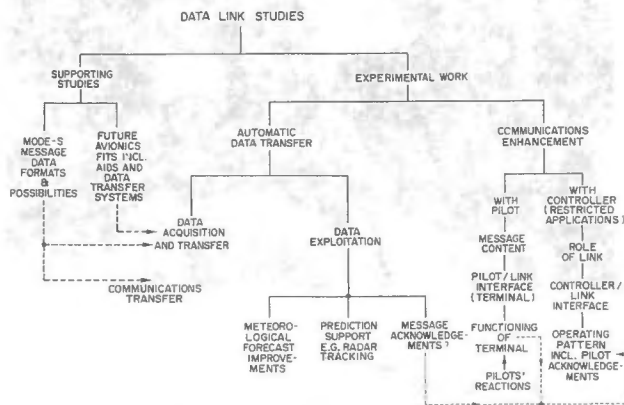 DATA LINK STUDIES
SUPPORTING
STUDIES
EXPERIMENTAL WORK
MODE-S
MESSAGE
DATA
FORMATS
&
POSSIBILITIES
FUTURE
AVIONICS
FITS INCL.
AIDS AND
DATA
TRANSFER
SYSTEMS
AUTOMATIC
DATA TRANSFER
COMMUNICATIONS
ENHANCEMENT
DATA
ACQUISITION
AND TRANSFER
COMMUNICATIONS
TRANSFER
DATA
EXPLOITATION
METEORO-
LOGICAL
FORECAST
IMPROVE-
MENTS
PREDICTION
SUPPORT
E.G. RADAR
TRACKING
MESSAGE
ACKNOWLEDGE-
MENTS?
WITH
PILOT
MESSAGE
CONTENT
PILOT/LINK
INTERFACE
(TERMINAL)
FUNCTIONING
OF
TERMINAL
PILOTS'
REACTIONS
WITH
CONTROLLER
(RESTRICTED
APPLICATIONS)
ROLE
OF LINK
CONTROLLER/
LINK
INTERFACE
OPERATING
PATTERN
INCL. PILOT
ACKNOWLEDGE-
MENTS